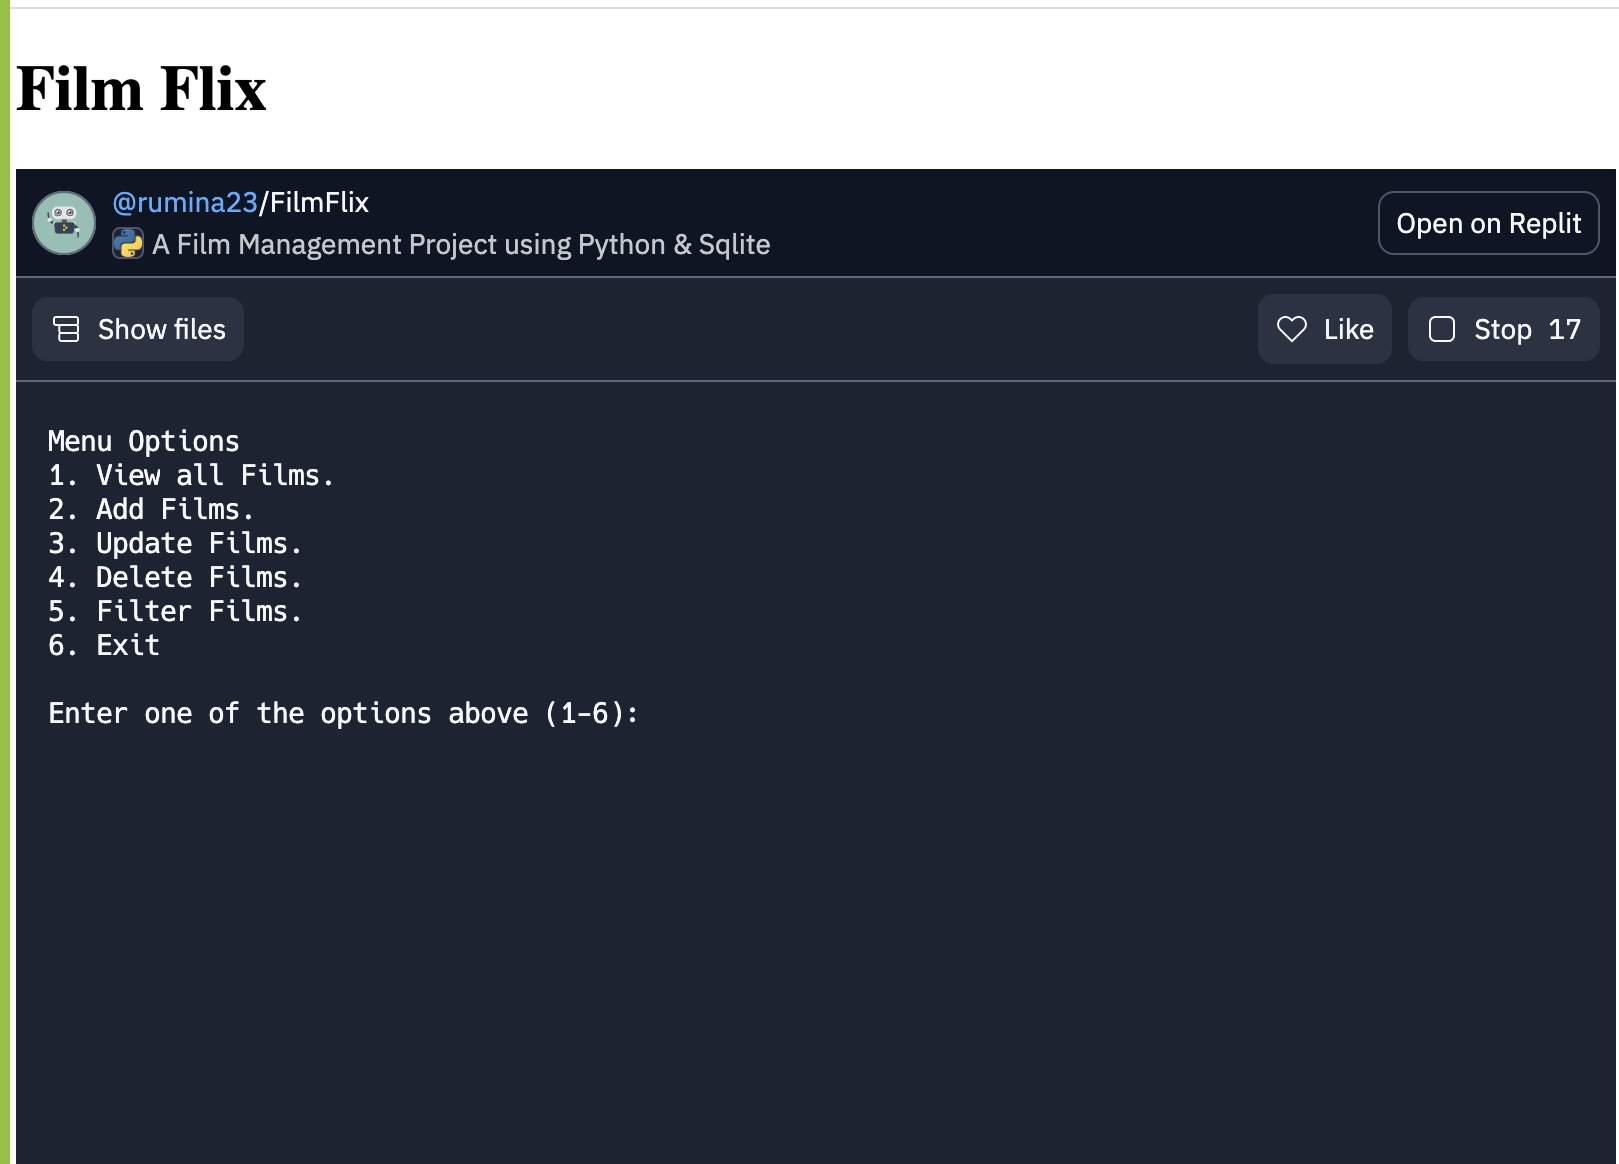 Film Flix
@rumina23/FilmFlix
A Film Management Project using Python & Sqlite
Open on Replit
Show files
Like
Stop 17
Menu Options
1. View all Films.
2. Add Films.
3. Update Films.
4. Delete Films.
5. Filter Films.
6. Exit
Enter one of the options above (1-6):